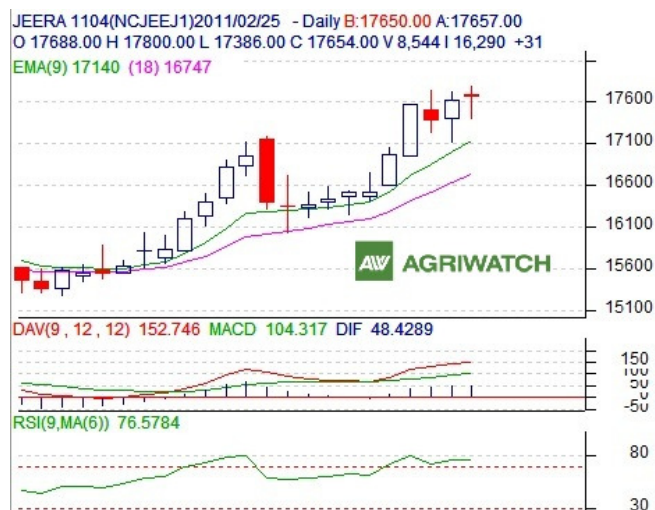 JEERA 1104(NCJEEJ1)2011/02/25 - Daily B:17650.00 A:17657.00
O 17688.00 H 17800.00 L 17386.00 C 17654.00 V 8,544 I 16,290 +31
EMA(9) 17140 (18) 16747
17600
17100
16600
16100
AW AGRIWATCH
15600
15100
DAV(9 , 12 , 12) 152.746 MACD 104.317 DIF 48.4289
150
100
50
0
-50
RSI(9,MA(6)) 76.5784
80
30